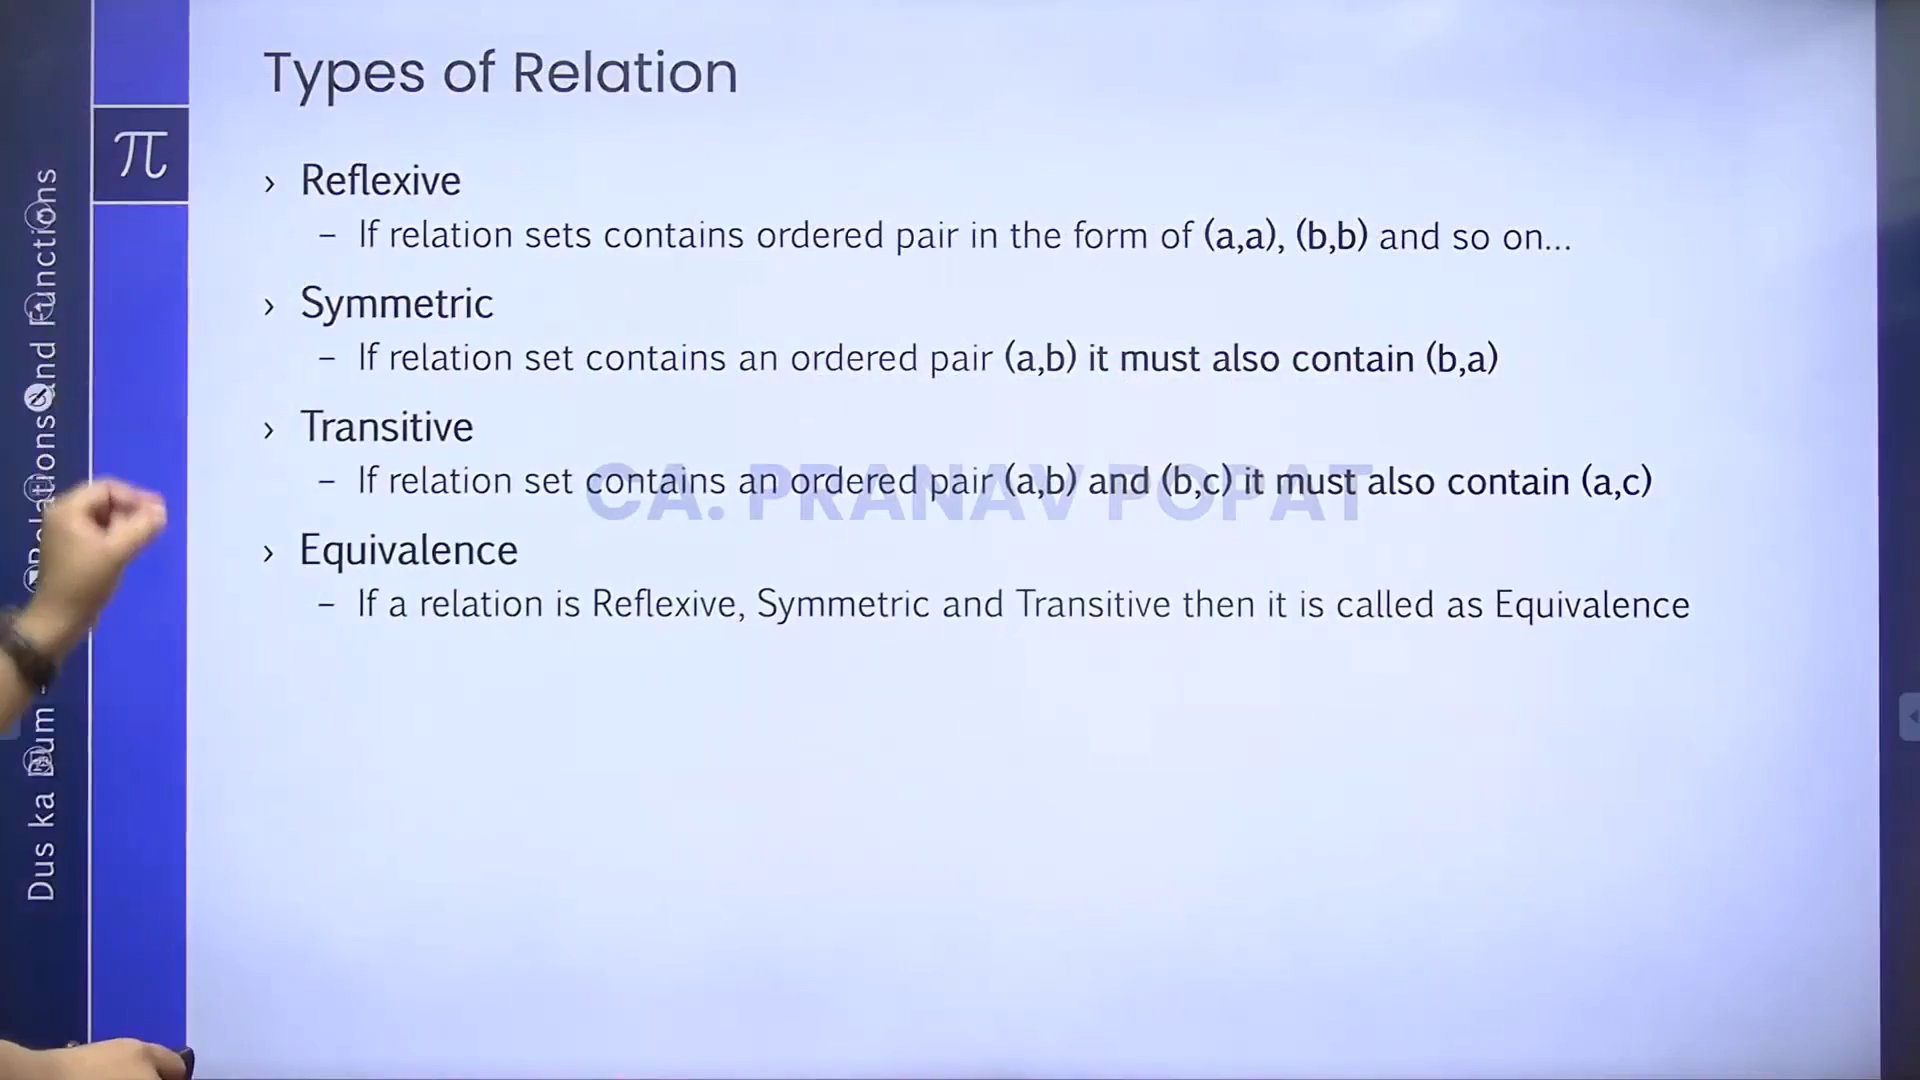 Types of Relation
π
› Reflexive
– If relation sets contains ordered pair in the form of (a,a), (b,b) and so on...
› Symmetric
– If relation set contains an ordered pair (a,b) it must also contain (b,a)
› Transitive
– If relation set contains an ordered pair (a,b) and (b,c) it must also contain (a,c)
CA. PRANAV POPAT
› Equivalence
– If a relation is Reflexive, Symmetric and Transitive then it is called as Equivalence
Dus ka Dum - Relations and Functions